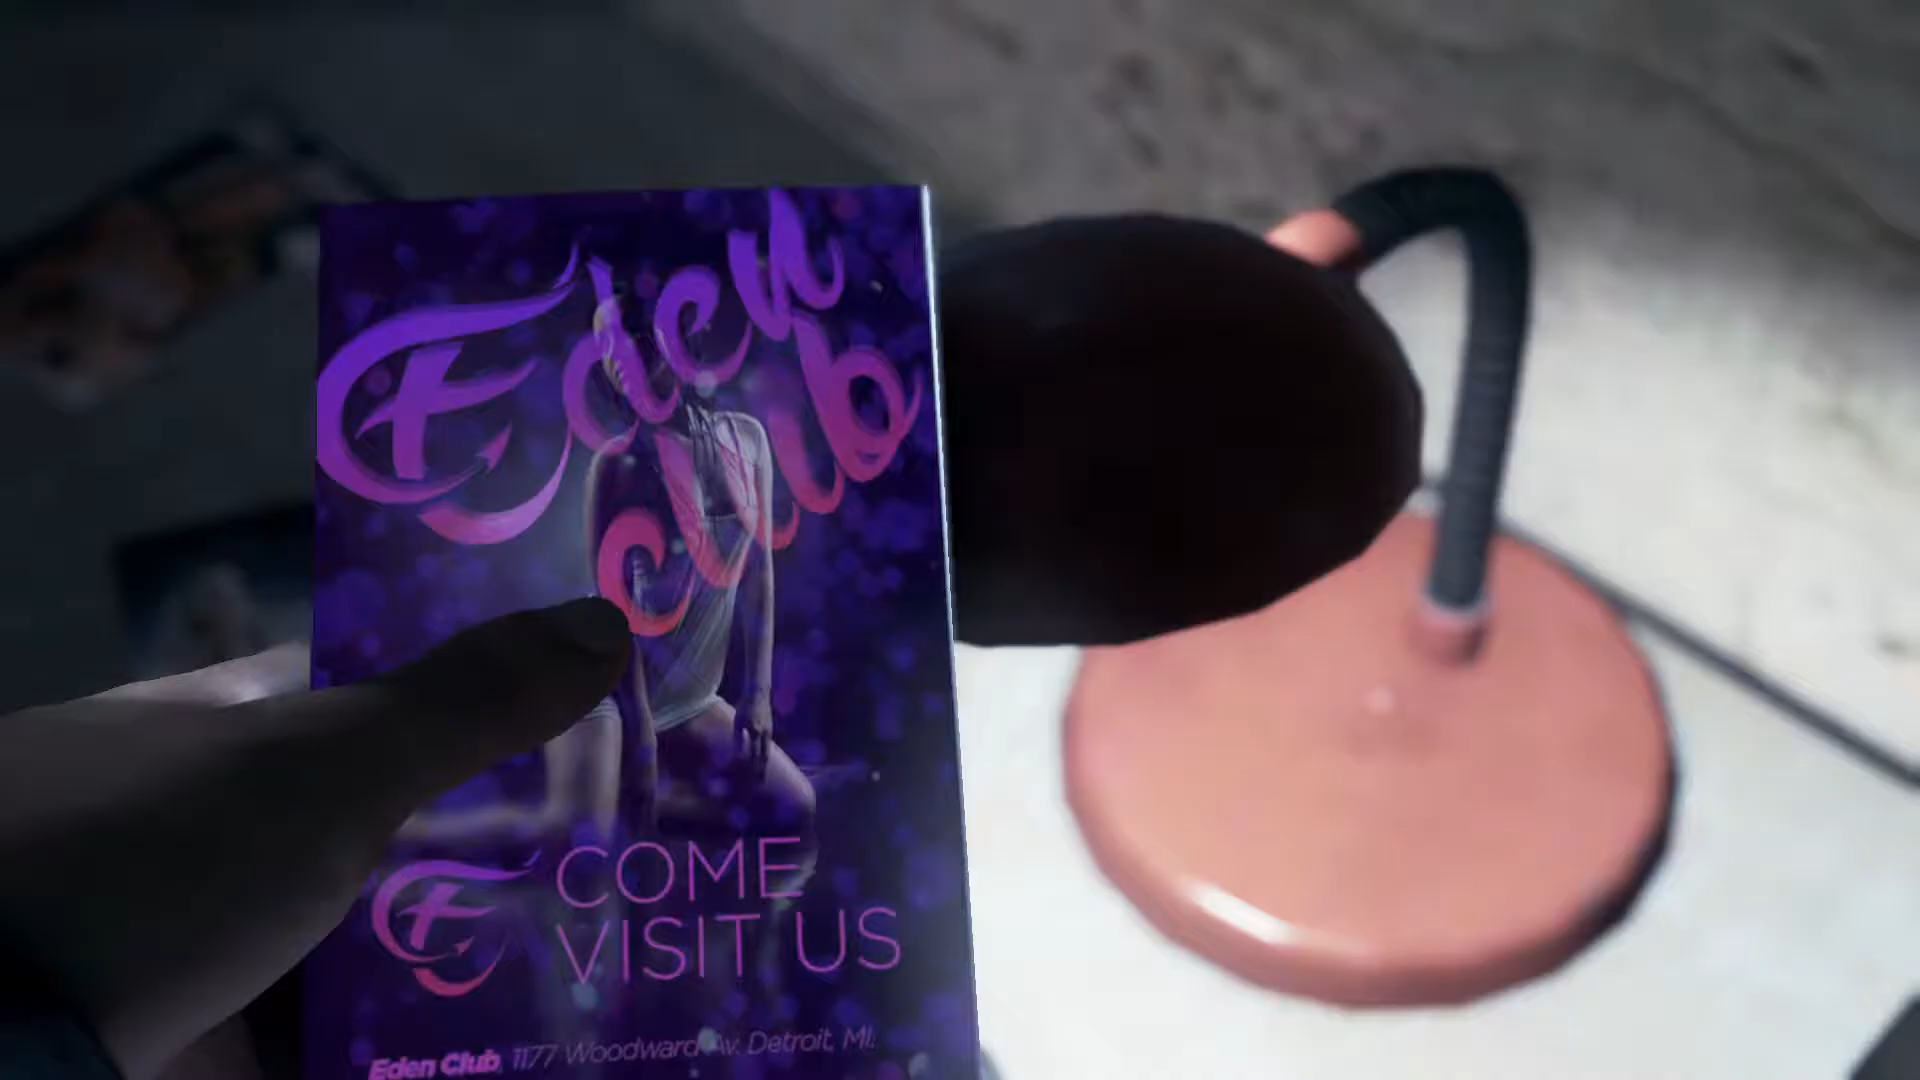 Eden
club
COME
VISIT US
Eden Club, 1177 Woodward Av. Detroit, MI.